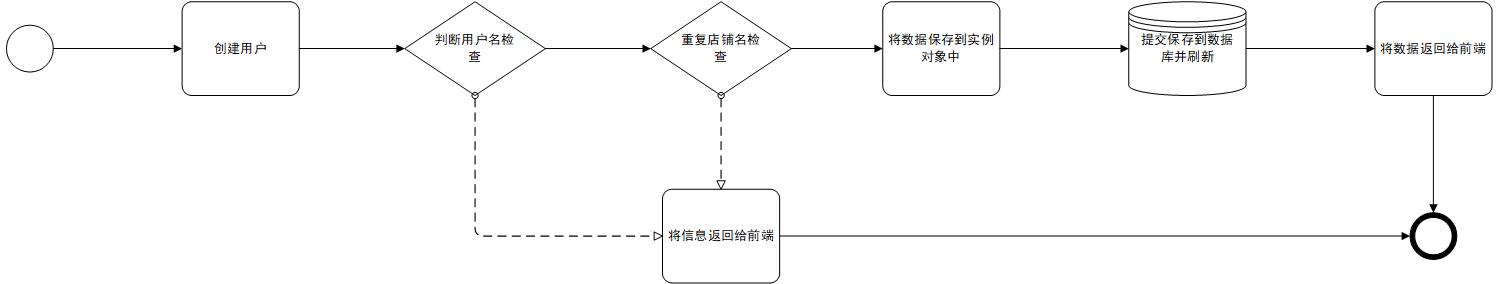 创建用户
判断用户名检
查
重复店铺名检
查
将数据保存到实例
对象中
提交保存到数据
库并刷新
将数据返回给前端
将信息返回给前端